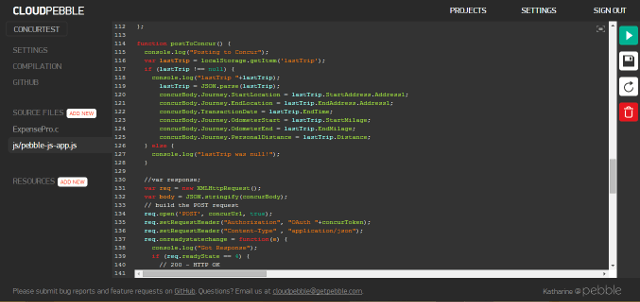 CLOUDPEBBLE
PROJECTS SETTINGS SIGN OUT
CONCURTEST
SETTINGS
COMPILATION
GITHUB
SOURCE FILES ADD NEW
ExpensePro.c
js/pebble-js-app.js
RESOURCES ADD NEW
112 };
113
114 function postToConcur() {
115 console.log("Posting to Concur");
116 var lastTrip = localStorage.getItem('lastTrip');
117 if (lastTrip !== null) {
118 console.log("lastTrip "+lastTrip);
119 lastTrip = JSON.parse(lastTrip);
120 concurBody.Journey.StartLocation = lastTrip.StartAddress.Address1;
121 concurBody.Journey.EndLocation = lastTrip.EndAddress.Address1;
122 concurBody.TransactionDate = lastTrip.EndTime;
123 concurBody.Journey.OdometerStart = lastTrip.StartMilage;
124 concurBody.Journey.OdometerEnd = lastTrip.EndMilage;
125 concurBody.Journey.PersonalDistance = lastTrip.Distance;
126 } else {
127 console.log("lastTrip was null!");
128 }
129
130 //var response;
131 var req = new XMLHttpRequest();
132 var body = JSON.stringify(concurBody);
133 // build the POST request
134 req.open('POST', concurUrl, true);
135 req.setRequestHeader("Authorization", "OAuth "+concurToken);
136 req.setRequestHeader("Content-Type" , "application/json");
137 req.onreadystatechange = function(e) {
138 console.log("Got Response");
139 if (req.readyState == 4) {
140 // 200 - HTTP OK
141
Please submit bug reports and feature requests on GitHub. Questions? Email us at cloudpebble@getpebble.com.
Katharine @ pebble